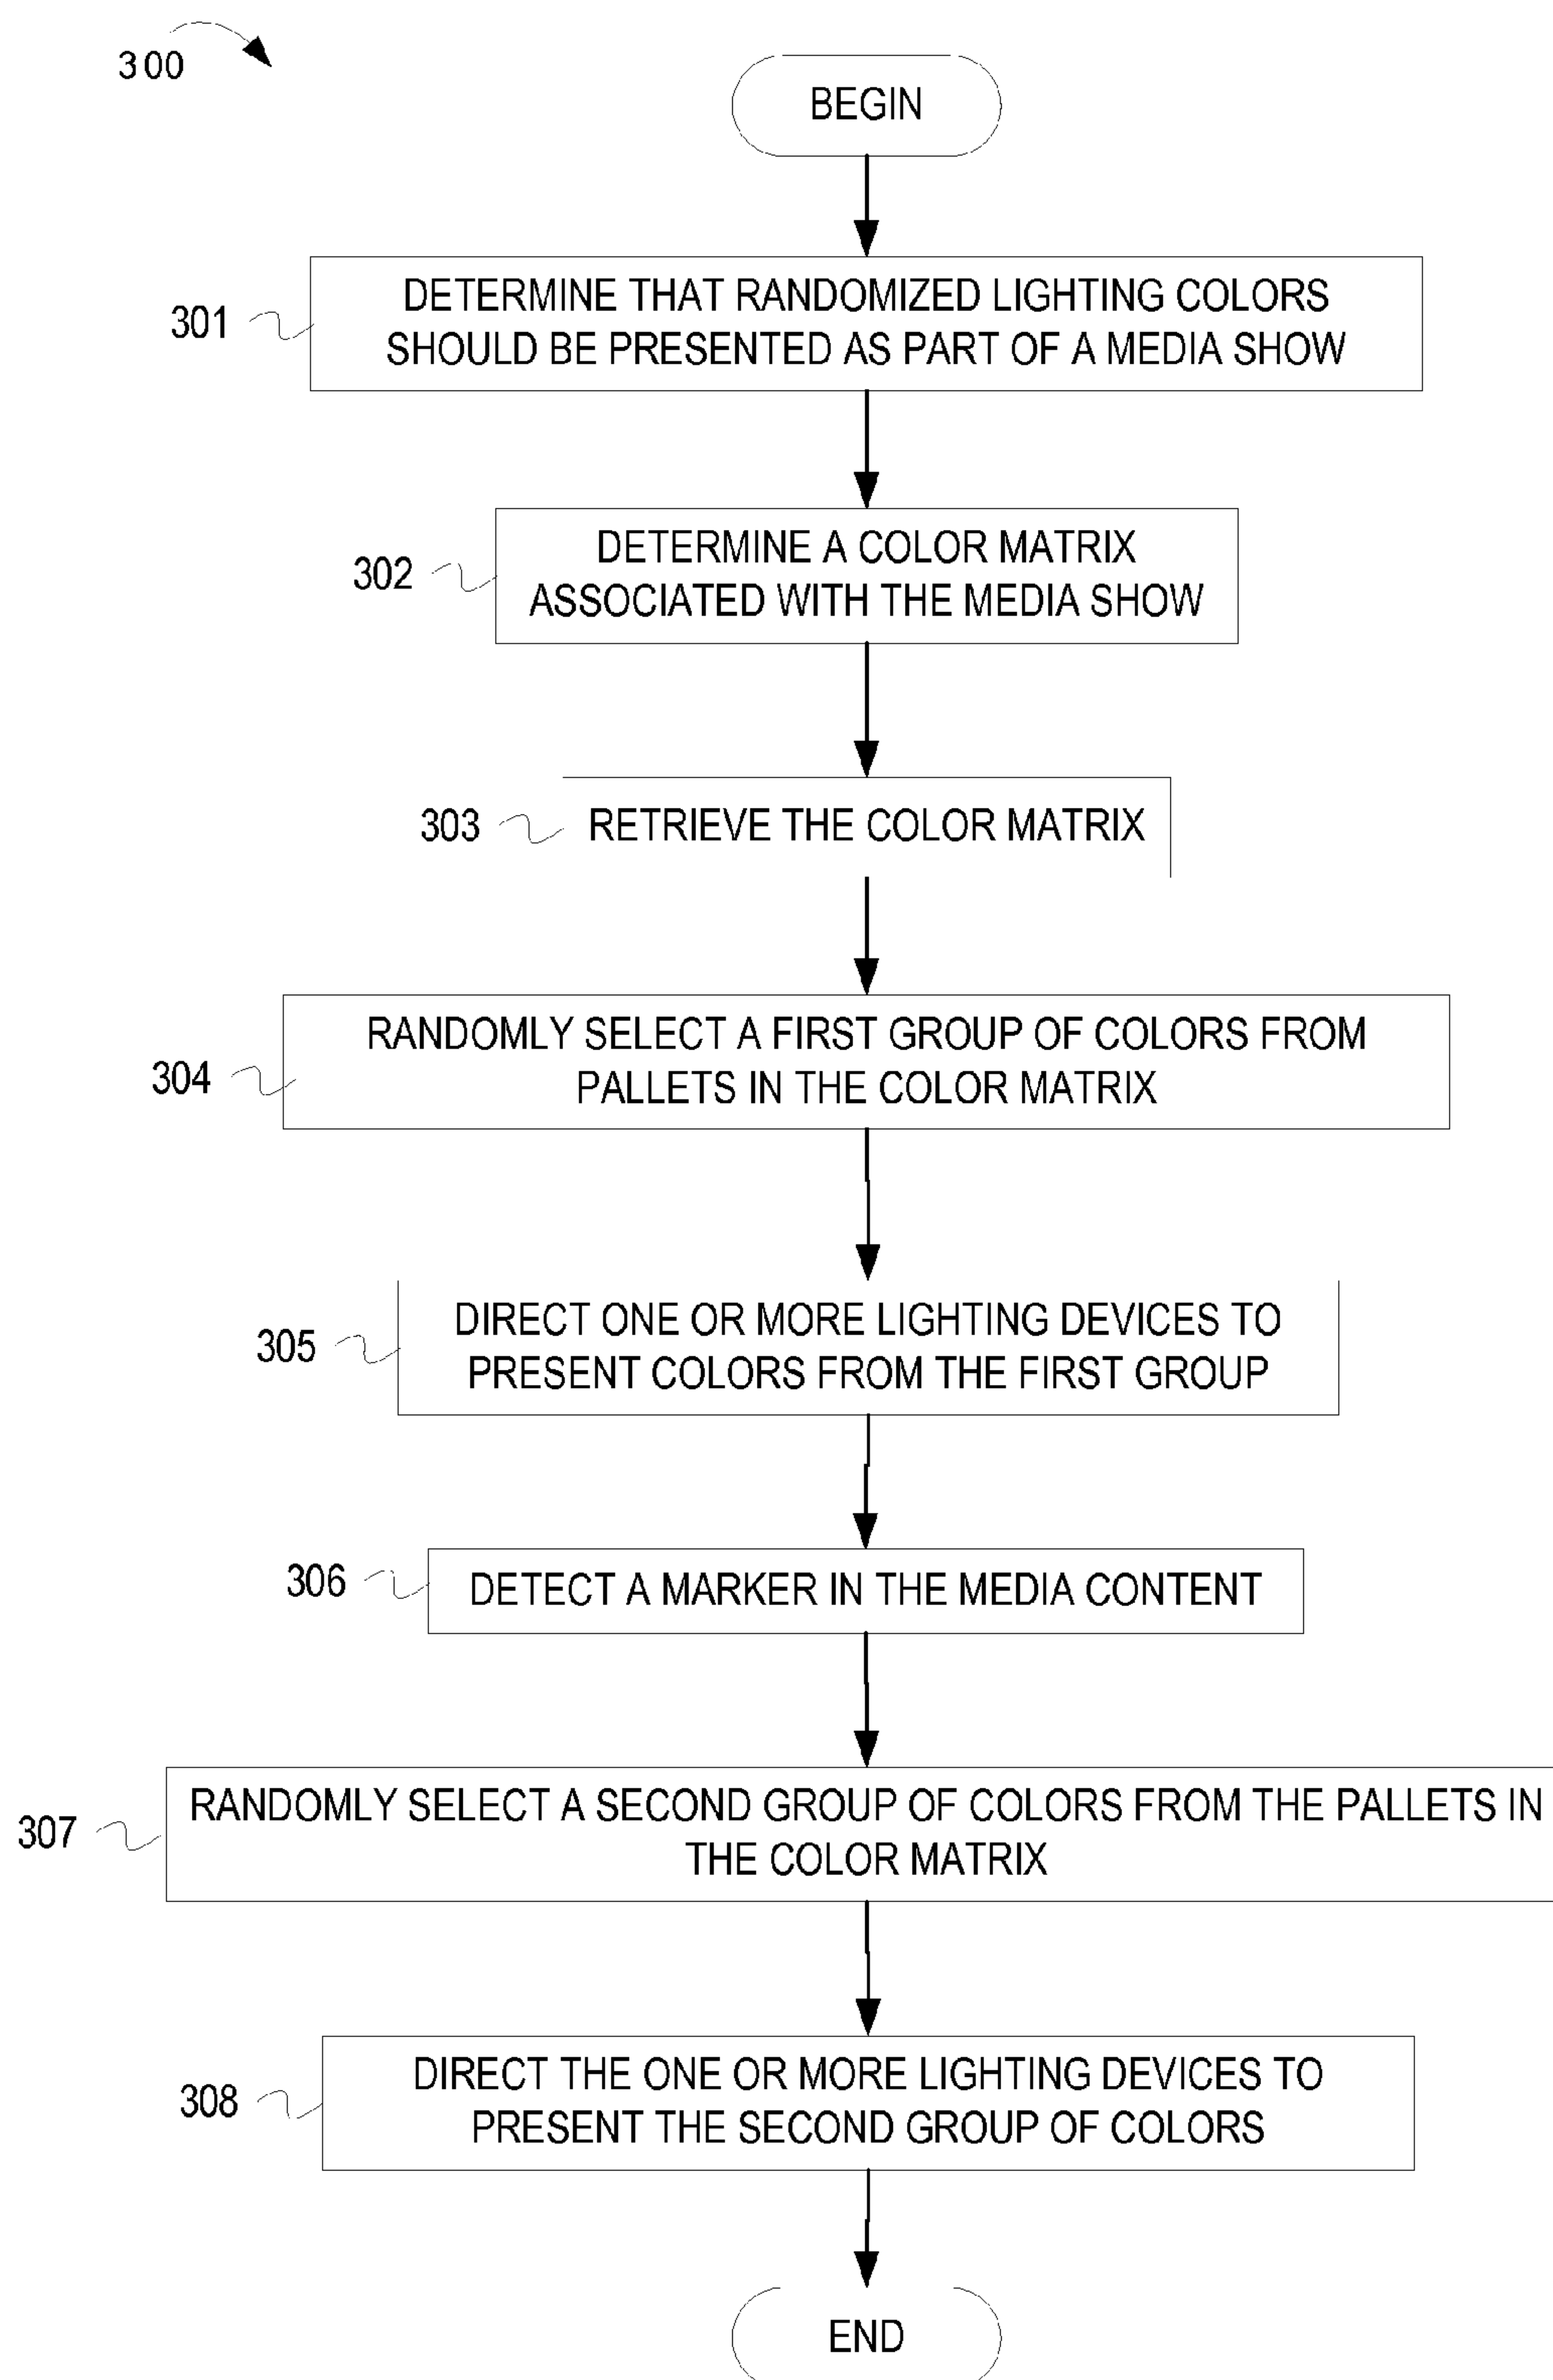 300
BEGIN
301
DETERMINE THAT RANDOMIZED LIGHTING COLORS
SHOULD BE PRESENTED AS PART OF A MEDIA SHOW
302
DETERMINE A COLOR MATRIX
ASSOCIATED WITH THE MEDIA SHOW
303
RETRIEVE THE COLOR MATRIX
304
RANDOMLY SELECT A FIRST GROUP OF COLORS FROM
PALLETS IN THE COLOR MATRIX
305
DIRECT ONE OR MORE LIGHTING DEVICES TO
PRESENT COLORS FROM THE FIRST GROUP
306
DETECT A MARKER IN THE MEDIA CONTENT
307
RANDOMLY SELECT A SECOND GROUP OF COLORS FROM THE PALLETS IN
THE COLOR MATRIX
308
DIRECT THE ONE OR MORE LIGHTING DEVICES TO
PRESENT THE SECOND GROUP OF COLORS
END